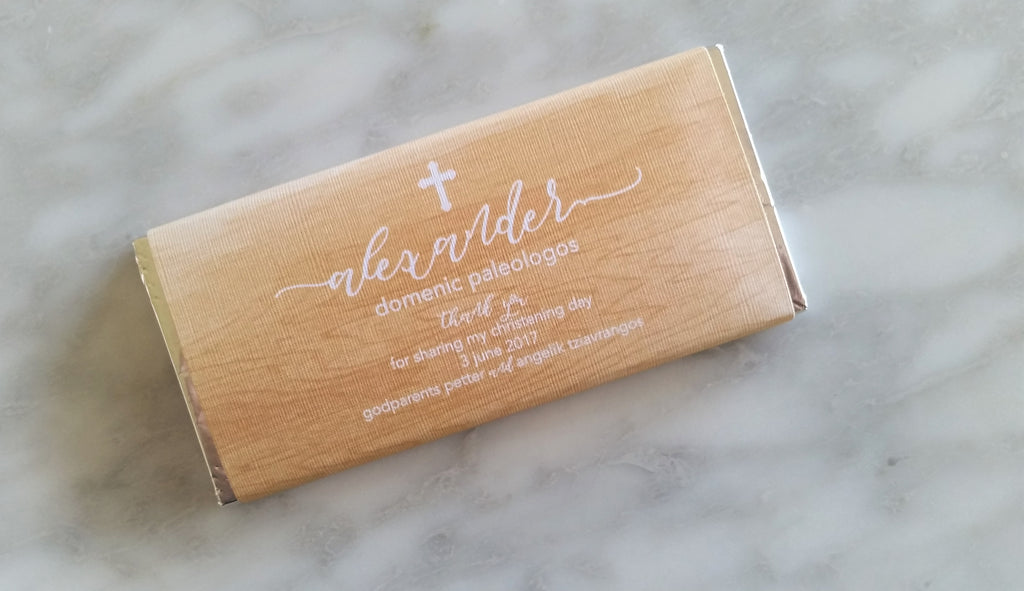 alexander
domenic paleologos
thank you
for sharing my christening day
3 june 2017
godparents petter and angelik tziavrangos